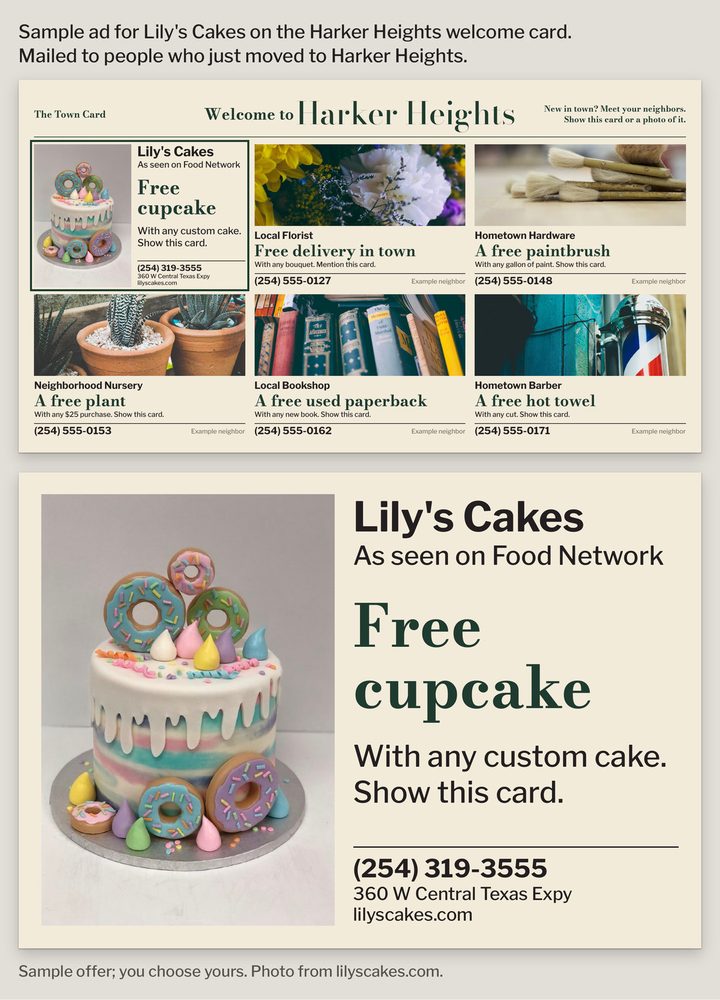 Sample ad for Lily's Cakes on the Harker Heights welcome card.
Mailed to people who just moved to Harker Heights.
The Town Card
Welcome to Harker Heights
New in town? Meet your neighbors.
Show this card or a photo of it.
Lily's Cakes
As seen on Food Network
Free
cupcake
With any custom cake.
Show this card.
(254) 319-3555
360 W Central Texas Expy
lilyscakes.com
Local Florist
Free delivery in town
With any bouquet. Mention this card.
(254) 555-0127
Example neighbor
Hometown Hardware
A free paintbrush
With any gallon of paint. Show this card.
(254) 555-0148
Example neighbor
Neighborhood Nursery
A free plant
With any $25 purchase. Show this card.
(254) 555-0153
Example neighbor
Local Bookshop
A free used paperback
With any new book. Show this card.
(254) 555-0162
Example neighbor
Hometown Barber
A free hot towel
With any cut. Show this card.
(254) 555-0171
Example neighbor
Lily's Cakes
As seen on Food Network
Free
cupcake
With any custom cake.
Show this card.
(254) 319-3555
360 W Central Texas Expy
lilyscakes.com
Sample offer; you choose yours. Photo from lilyscakes.com.